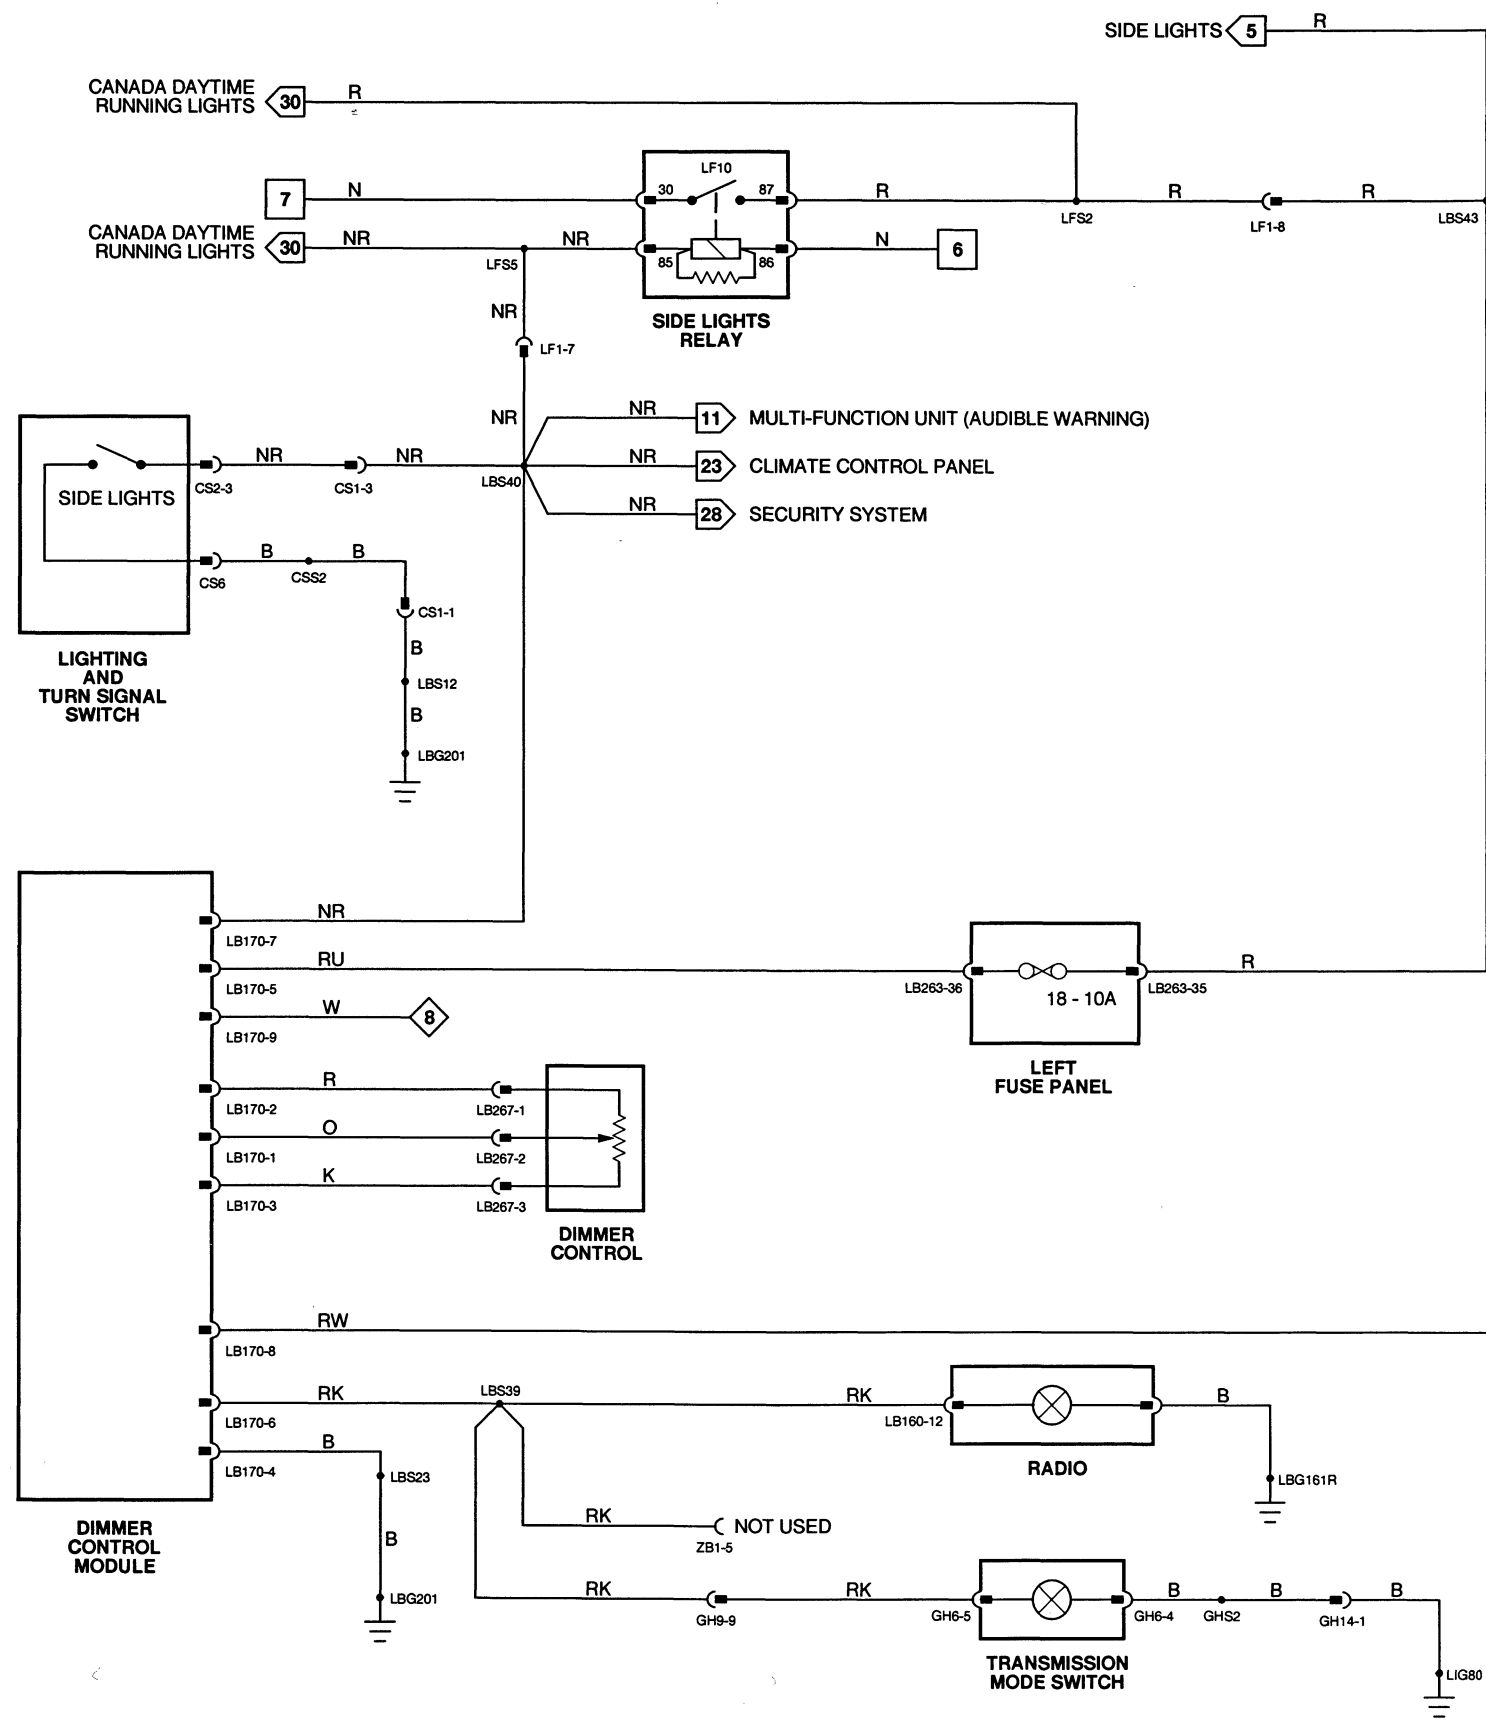 SIDE LIGHTS 5 R
CANADA DAYTIME
RUNNING LIGHTS 30 R
LF10
7 N 30 87 R R R
LFS2 LF1-8 LBS43
CANADA DAYTIME
RUNNING LIGHTS 30 NR NR N 6
LFS5 85 86
NR
SIDE LIGHTS
RELAY
LF1-7
NR
NR 11 MULTI-FUNCTION UNIT (AUDIBLE WARNING)
NR NR NR 23 CLIMATE CONTROL PANEL
SIDE LIGHTS CS2-3 CS1-3 LBS40
NR 28 SECURITY SYSTEM
B B
CS6 CSS2
CS1-1
B
LIGHTING
AND
TURN SIGNAL
SWITCH
LBS12
B
LBG201
NR
LB170-7
RU R
LB170-5 LB263-36 18 - 10A LB263-35
W 8
LB170-9
LEFT
FUSE PANEL
R
LB170-2 LB267-1
O
LB170-1 LB267-2
K
LB170-3 LB267-3
DIMMER
CONTROL
RW
LB170-8
RK LBS39 RK B
LB170-6 LB160-12
B
LB170-4 LBS23
RADIO
LBG161R
DIMMER
CONTROL
MODULE
B
RK NOT USED
ZB1-5
LBG201
RK RK B B B
GH9-9 GH6-5 GH6-4 GHS2 GH14-1
TRANSMISSION
MODE SWITCH
LIG80